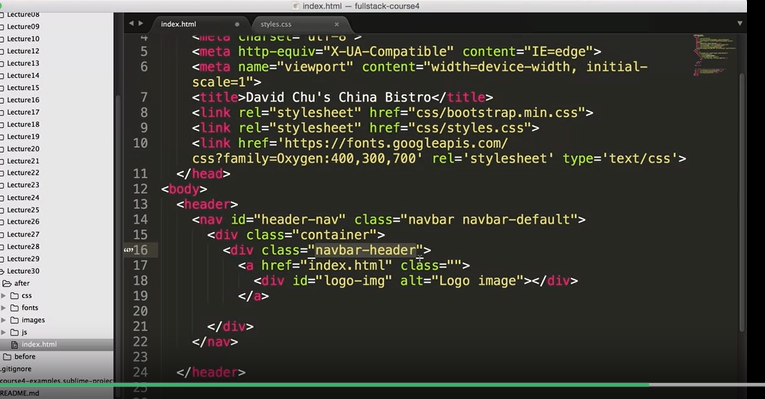 index.html — fullstack-course4
Lecture08
Lecture09
Lecture10
Lecture12
Lecture13
Lecture14
Lecture15
Lecture16
Lecture17
Lecture18
Lecture19
Lecture20
Lecture21
Lecture22
Lecture23
Lecture24
Lecture25
Lecture26
Lecture27
Lecture28
Lecture29
Lecture30
after
css
fonts
images
js
index.html
before
.gitignore
course4-examples.sublime-project
README.md
index.html
styles.css
4 <meta charset="utf-8">
5 <meta http-equiv="X-UA-Compatible" content="IE=edge">
6 <meta name="viewport" content="width=device-width, initial-
scale=1">
7 <title>David Chu's China Bistro</title>
8 <link rel="stylesheet" href="css/bootstrap.min.css">
9 <link rel="stylesheet" href="css/styles.css">
10 <link href='https://fonts.googleapis.com/
css?family=Oxygen:400,300,700' rel='stylesheet' type='text/css'>
11 </head>
12 <body>
13 <header>
14 <nav id="header-nav" class="navbar navbar-default">
15 <div class="container">
16 <div class="navbar-header">
17 <a href="index.html" class="">
18 <div id="logo-img" alt="Logo image"></div>
19 </a>
20
21 </div>
22 </nav>
23
24 </header>
25